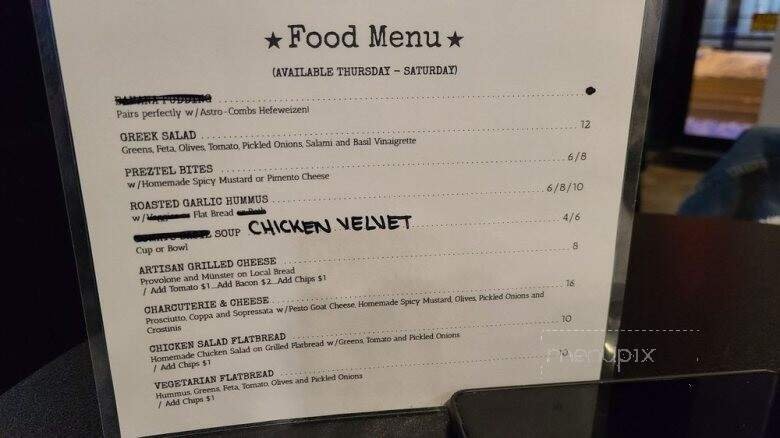 ★Food Menu★
(AVAILABLE THURSDAY – SATURDAY)
BANANA PUDDING
Pairs perfectly w/Astro-Combs Hefeweizen!
GREEK SALAD 12
Greens, Feta, Olives, Tomato, Pickled Onions, Salami and Basil Vinaigrette
PREZTEL BITES 6/8
w/Homemade Spicy Mustard or Pimento Cheese
ROASTED GARLIC HUMMUS 6/8/10
w/Veggies or Flat Bread or Both
SOUP CHICKEN VELVET 4/6
Cup or Bowl
ARTISAN GRILLED CHEESE 8
Provolone and Munster on Local Bread
/ Add Tomato $1...Add Bacon $2...Add Chips $1
CHARCUTERIE & CHEESE 16
Prosciutto, Coppa and Sopressata w/Pesto Goat Cheese, Homemade Spicy Mustard, Olives, Pickled Onions and
Crostinis
CHICKEN SALAD FLATBREAD 10
Homemade Chicken Salad on Grilled Flatbread w/Greens, Tomato and Pickled Onions
/ Add Chips $1
VEGETARIAN FLATBREAD
Hummus, Greens, Feta, Tomato, Olives and Pickled Onions
/ Add Chips $1
menupix